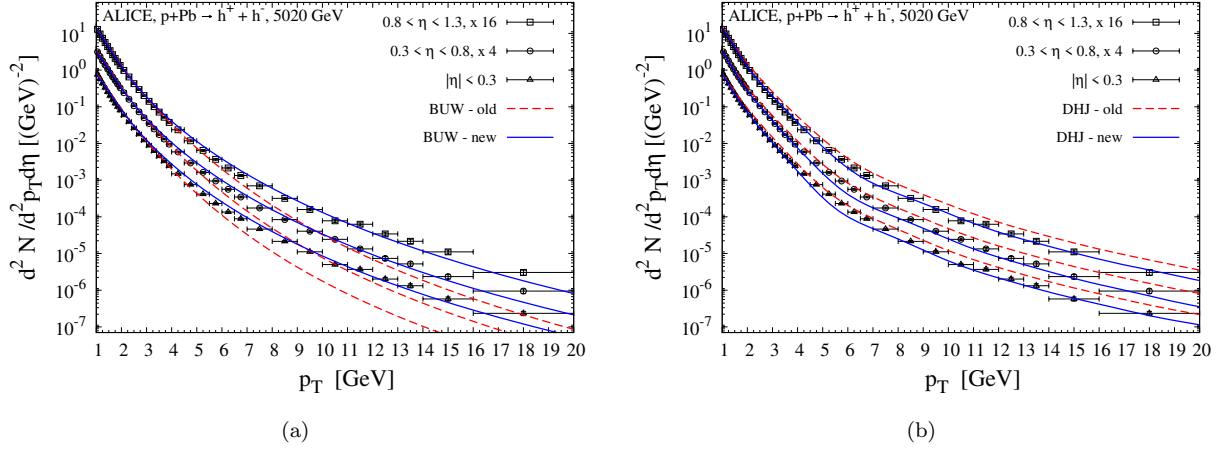 ALICE, p+Pb → h⁺ + h⁻, 5020 GeV
0.8 < η < 1.3, x 16
0.3 < η < 0.8, x 4
|η| < 0.3
BUW - old
BUW - new
d² N /d² p_T dη [(GeV)⁻²]
10¹
10⁰
10⁻¹
10⁻²
10⁻³
10⁻⁴
10⁻⁵
10⁻⁶
10⁻⁷
1 2 3 4 5 6 7 8 9 10 11 12 13 14 15 16 17 18 19 20
p_T [GeV]
(a)
ALICE, p+Pb → h⁺ + h⁻, 5020 GeV
0.8 < η < 1.3, x 16
0.3 < η < 0.8, x 4
|η| < 0.3
DHJ - old
DHJ - new
d² N /d² p_T dη [(GeV)⁻²]
10¹
10⁰
10⁻¹
10⁻²
10⁻³
10⁻⁴
10⁻⁵
10⁻⁶
10⁻⁷
1 2 3 4 5 6 7 8 9 10 11 12 13 14 15 16 17 18 19 20
p_T [GeV]
(b)